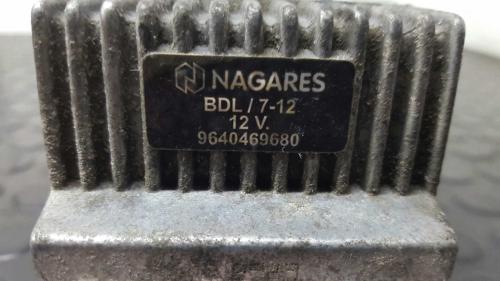 NAGARES
BDL / 7-12
12 V.
9640469680